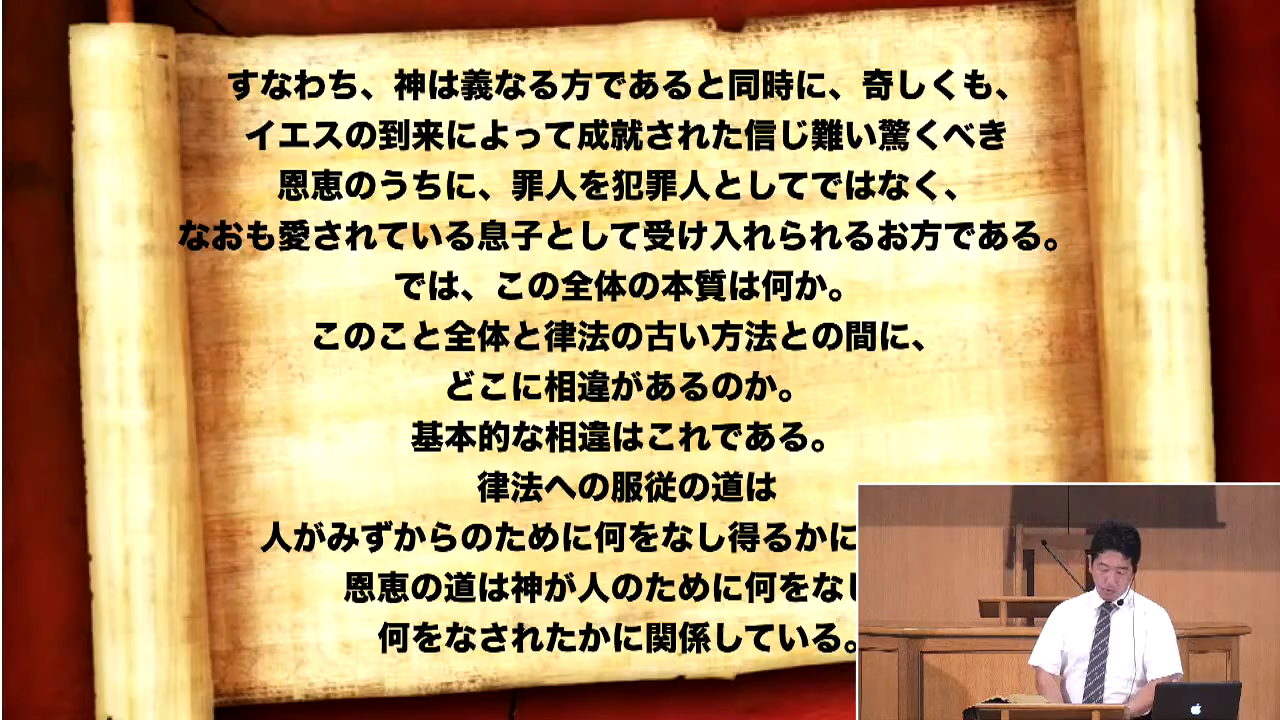 すなわち、神は義なる方であると同時に、奇しくも、
イエスの到来によって成就された信じ難い驚くべき
恩恵のうちに、罪人を犯罪人としてではなく、
なおも愛されている息子として受け入れられるお方である。
では、この全体の本質は何か。
このこと全体と律法の古い方法との間に、
どこに相違があるのか。
基本的な相違はこれである。
律法への服従の道は
人がみずからのために何をなし得るかに
恩恵の道は神が人のために何をなし
何をなされたかに関係している。